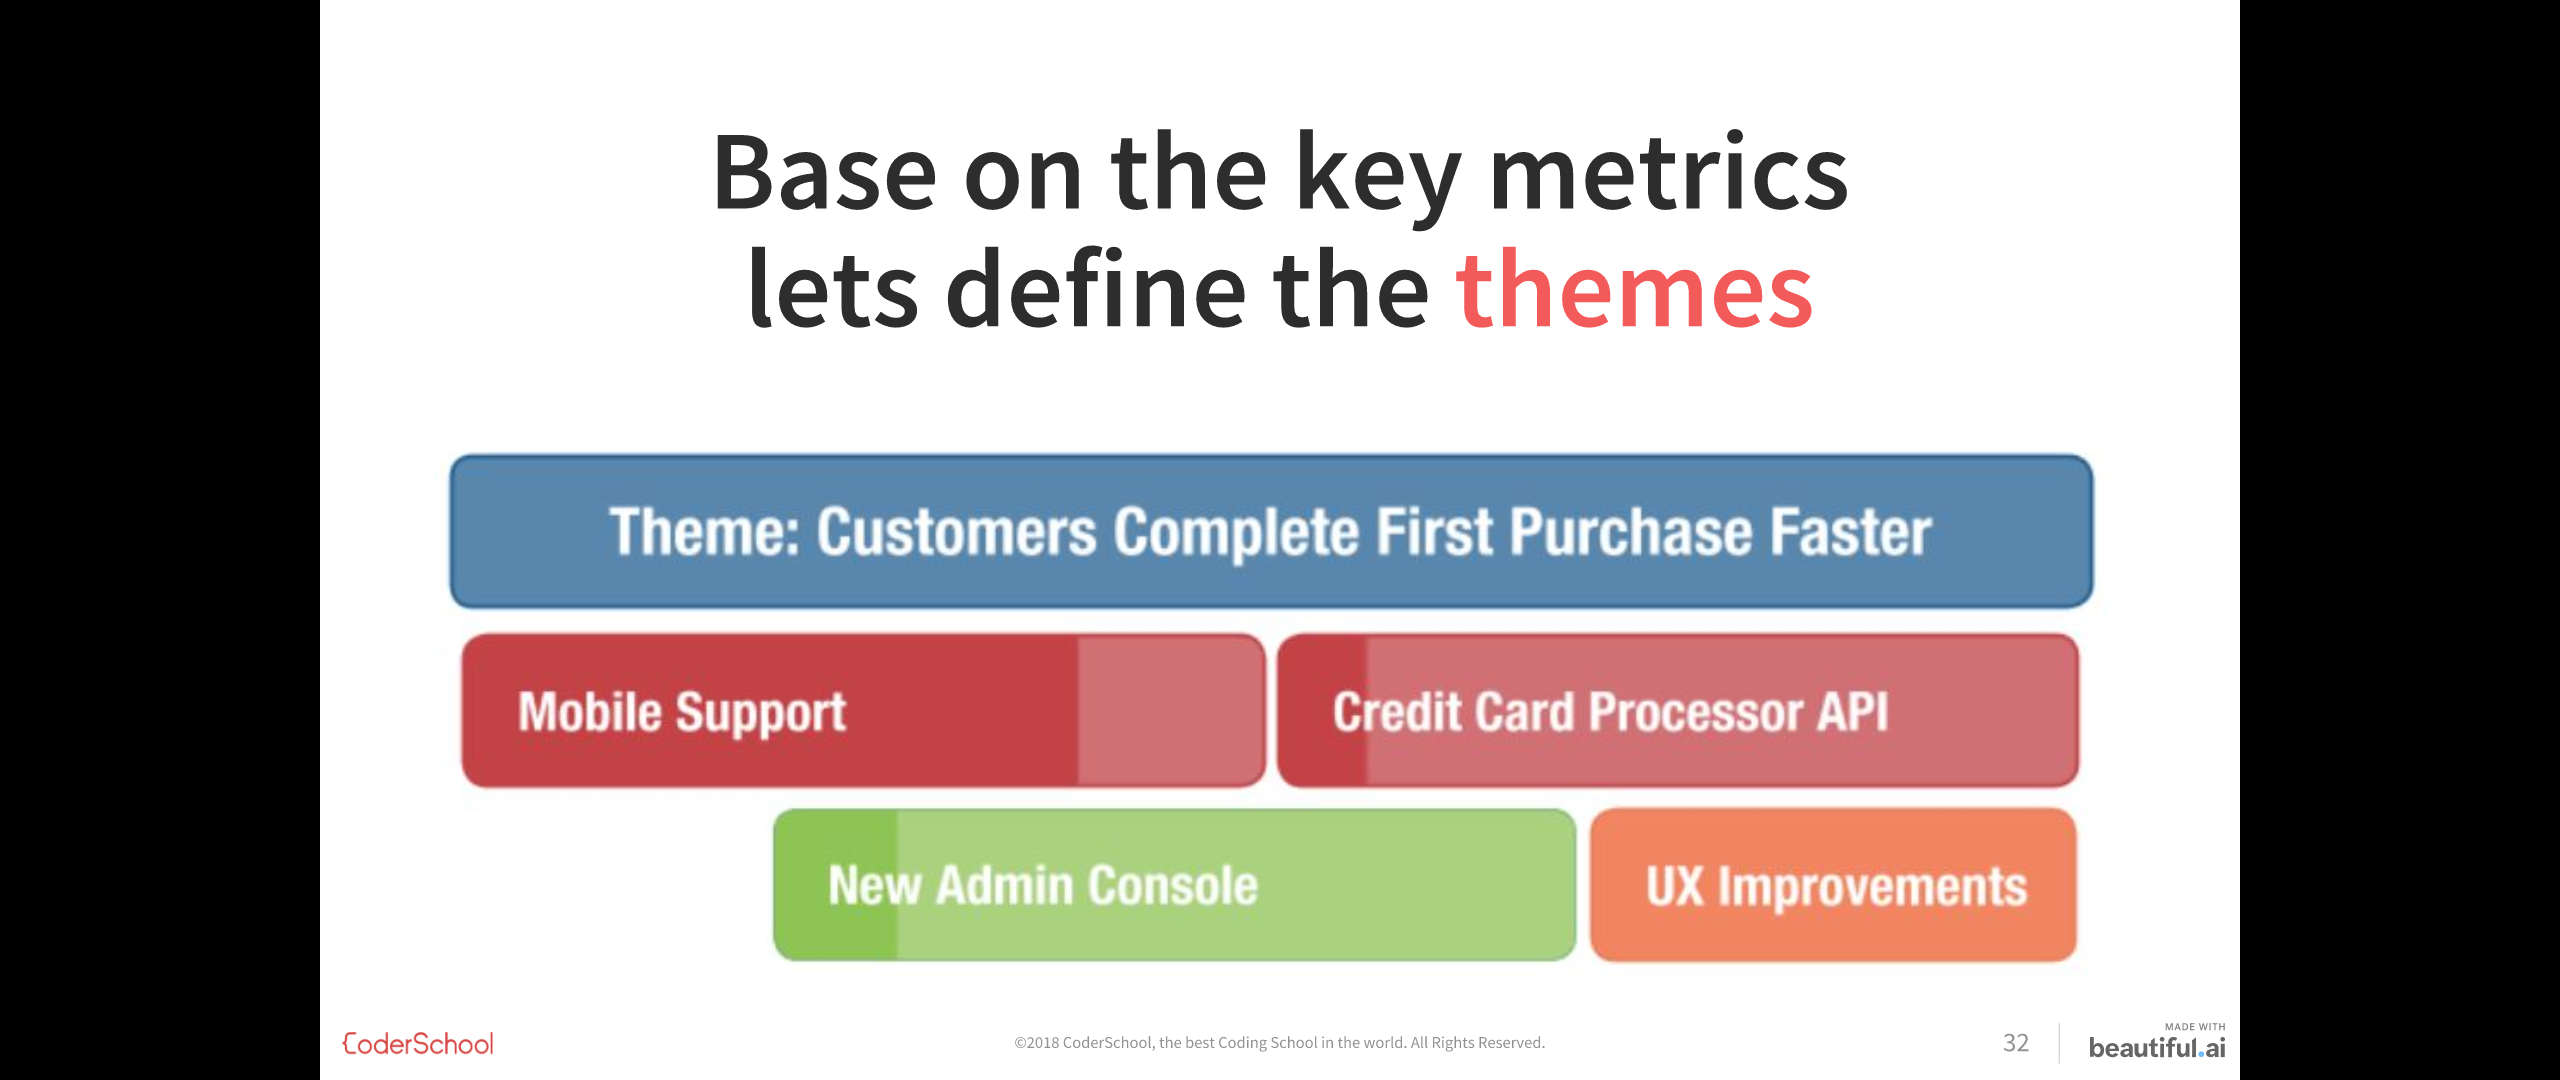 Base on the key metrics
lets define the themes
Theme: Customers Complete First Purchase Faster
Mobile Support
Credit Card Processor API
New Admin Console
UX Improvements
CoderSchool
©2018 CoderSchool, the best Coding School in the world. All Rights Reserved.
32
MADE WITH
beautiful.ai